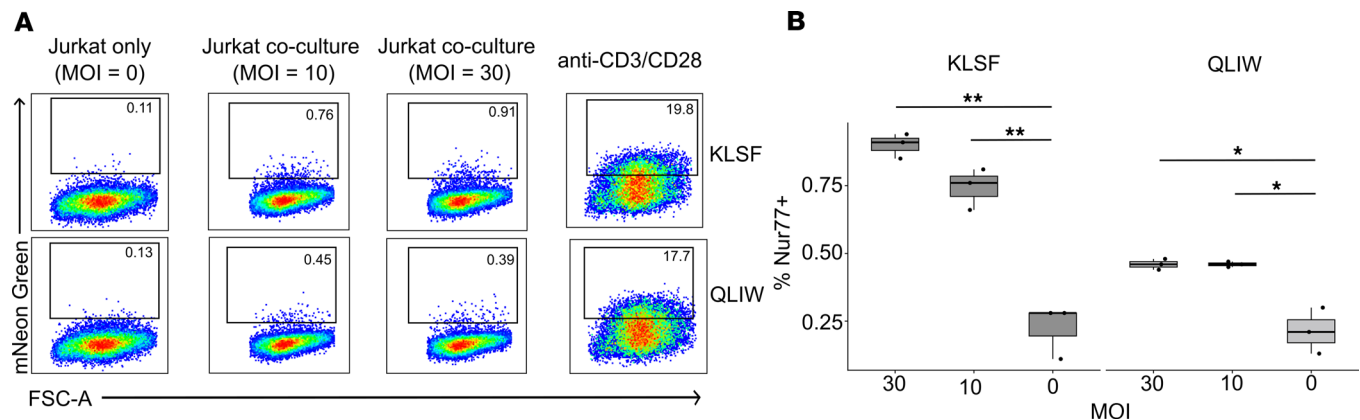 A
Jurkat only
(MOI = 0)
Jurkat co-culture
(MOI = 10)
Jurkat co-culture
(MOI = 30)
anti-CD3/CD28
0.11
0.76
0.91
19.8
KLSF
0.13
0.45
0.39
17.7
QLIW
mNeon Green
FSC-A
B
KLSF
QLIW
**
**
*
*
% Nur77+
0.75
0.50
0.25
30
10
0
30
10
0
MOI